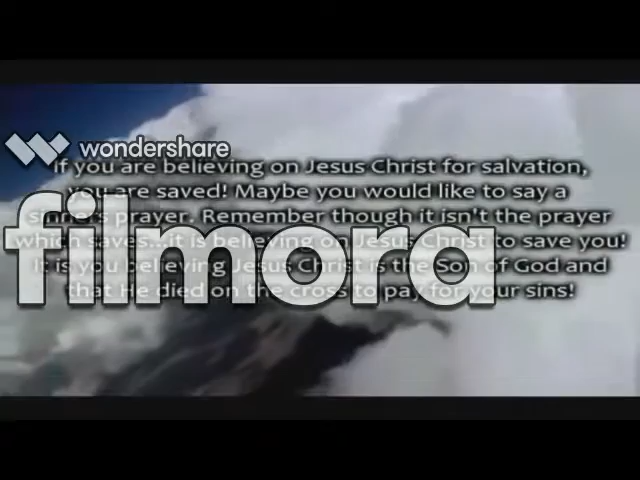 wondershare
filmora
If you are believing on Jesus Christ for salvation,
you are saved! Maybe you would like to say a
sinner's prayer. Remember though it isn't the prayer
which saves...it is believing on Jesus Christ to save you!
It is you believing Jesus Christ is the Son of God and
that He died on the cross to pay for your sins!